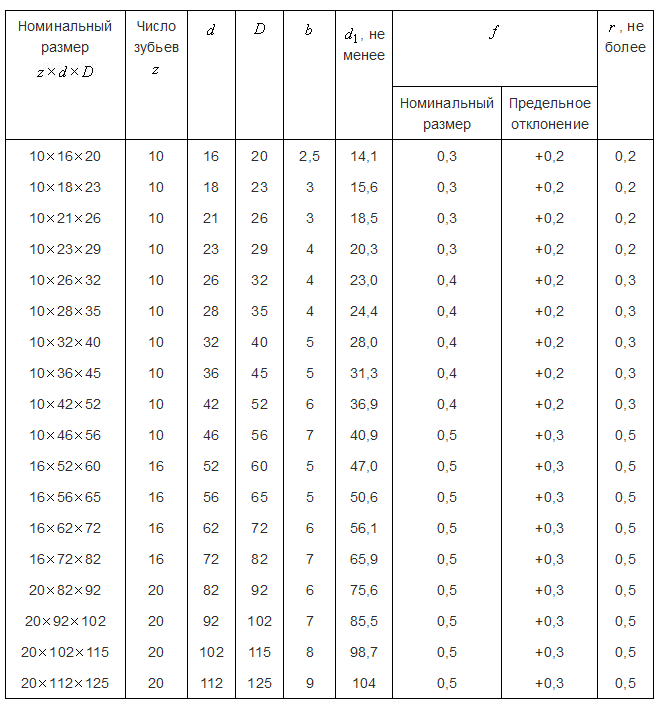 Номинальный размер z×d×D | Число зубьев z | d | D | b | d₁, не менее | f | r, не более
Номинальный размер | Предельное отклонение
10×16×20 10 16 20 2,5 14,1 0,3 +0,2 0,2
10×18×23 10 18 23 3 15,6 0,3 +0,2 0,2
10×21×26 10 21 26 3 18,5 0,3 +0,2 0,2
10×23×29 10 23 29 4 20,3 0,3 +0,2 0,2
10×26×32 10 26 32 4 23,0 0,4 +0,2 0,3
10×28×35 10 28 35 4 24,4 0,4 +0,2 0,3
10×32×40 10 32 40 5 28,0 0,4 +0,2 0,3
10×36×45 10 36 45 5 31,3 0,4 +0,2 0,3
10×42×52 10 42 52 6 36,9 0,4 +0,2 0,3
10×46×56 10 46 56 7 40,9 0,5 +0,3 0,5
16×52×60 16 52 60 5 47,0 0,5 +0,3 0,5
16×56×65 16 56 65 5 50,6 0,5 +0,3 0,5
16×62×72 16 62 72 6 56,1 0,5 +0,3 0,5
16×72×82 16 72 82 7 65,9 0,5 +0,3 0,5
20×82×92 20 82 92 6 75,6 0,5 +0,3 0,5
20×92×102 20 92 102 7 85,5 0,5 +0,3 0,5
20×102×115 20 102 115 8 98,7 0,5 +0,3 0,5
20×112×125 20 112 125 9 104 0,5 +0,3 0,5